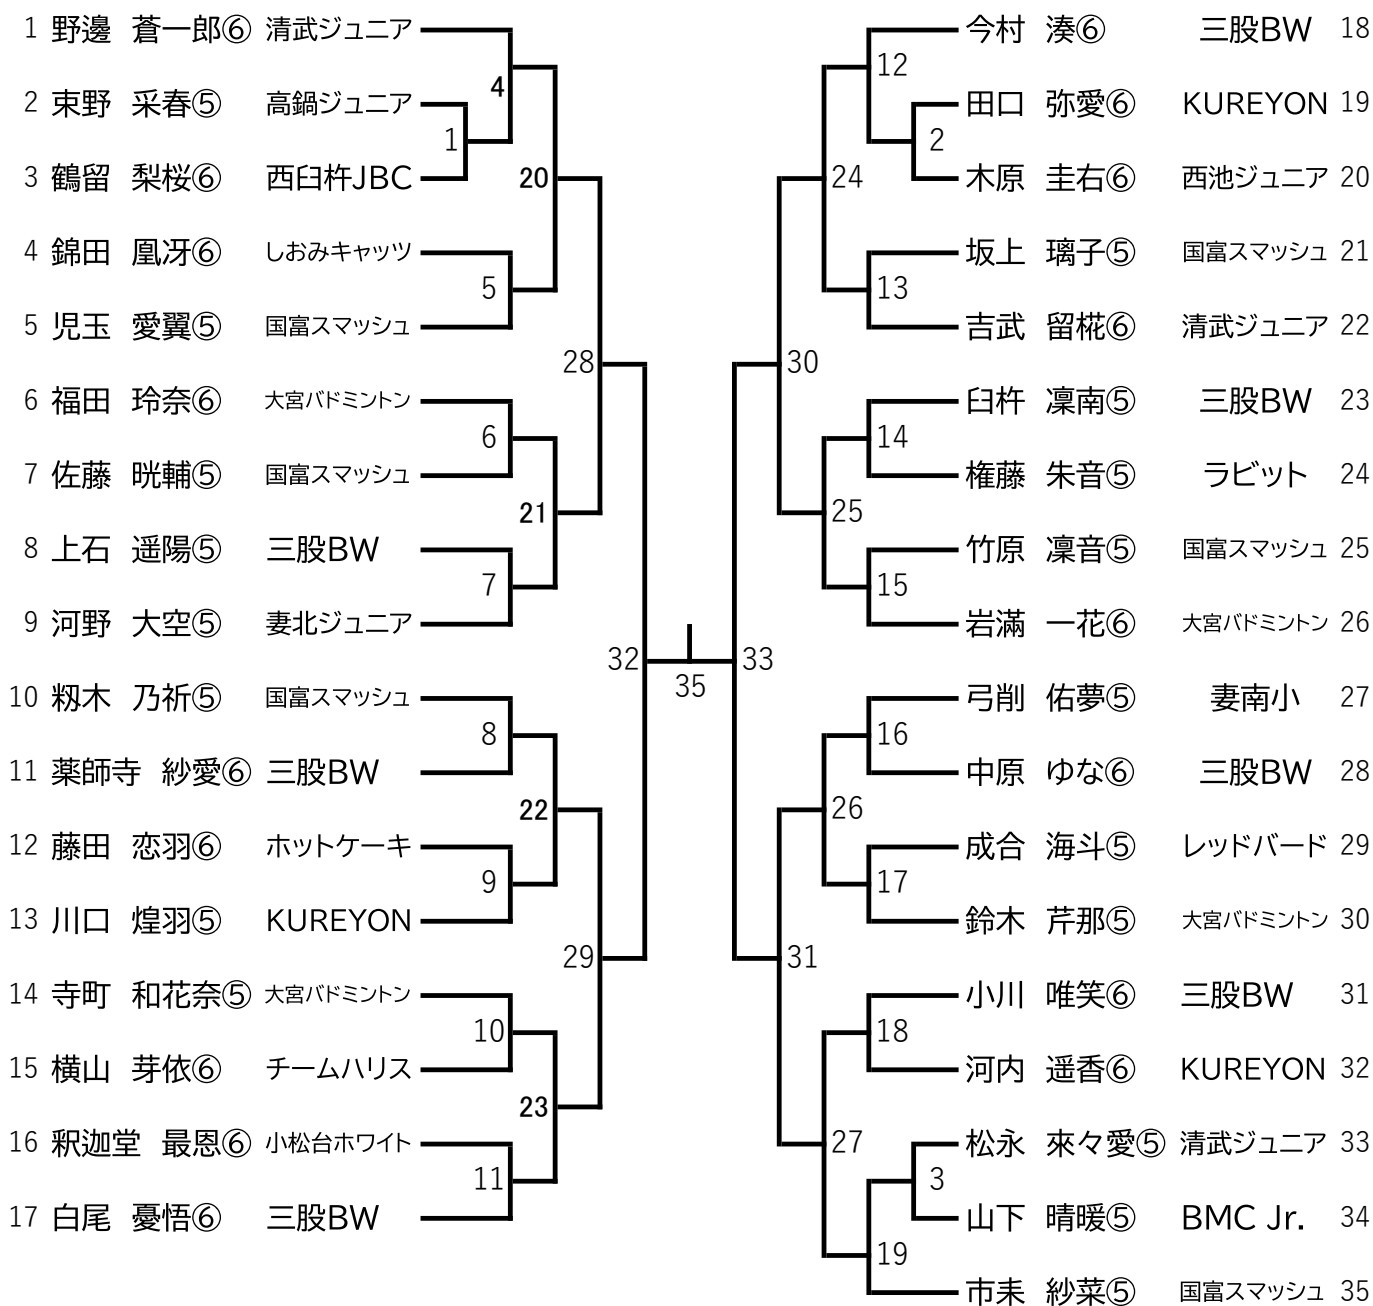 1 野邊 蒼一郎⑥ 清武ジュニア
2 束野 采春⑤ 高鍋ジュニア
3 鶴留 梨桜⑥ 西臼杵JBC
4 錦田 凰冴⑥ しおみキャッツ
5 児玉 愛翼⑤ 国富スマッシュ
6 福田 玲奈⑥ 大宮バドミントン
7 佐藤 晄輔⑤ 国富スマッシュ
8 上石 遥陽⑤ 三股BW
9 河野 大空⑤ 妻北ジュニア
10 籾木 乃祈⑤ 国富スマッシュ
11 薬師寺 紗愛⑥ 三股BW
12 藤田 恋羽⑥ ホットケーキ
13 川口 煌羽⑤ KUREYON
14 寺町 和花奈⑤ 大宮バドミントン
15 横山 芽依⑥ チームハリス
16 釈迦堂 最恩⑥ 小松台ホワイト
17 白尾 憂悟⑥ 三股BW
4
1
20
5
28
6
21
7
32
8
22
9
29
10
23
11
35
33
12
2
24
13
30
14
25
15
16
26
17
31
18
27
3
19
今村 湊⑥ 三股BW 18
田口 弥愛⑥ KUREYON 19
木原 圭右⑥ 西池ジュニア 20
坂上 璃子⑤ 国富スマッシュ 21
吉武 留椛⑥ 清武ジュニア 22
臼杵 凜南⑤ 三股BW 23
権藤 朱音⑤ ラビット 24
竹原 凜音⑤ 国富スマッシュ 25
岩満 一花⑥ 大宮バドミントン 26
弓削 佑夢⑤ 妻南小 27
中原 ゆな⑥ 三股BW 28
成合 海斗⑤ レッドバード 29
鈴木 芹那⑤ 大宮バドミントン 30
小川 唯笑⑥ 三股BW 31
河内 遥香⑥ KUREYON 32
松永 來々愛⑤ 清武ジュニア 33
山下 晴暖⑤ BMC Jr. 34
市耒 紗菜⑤ 国富スマッシュ 35